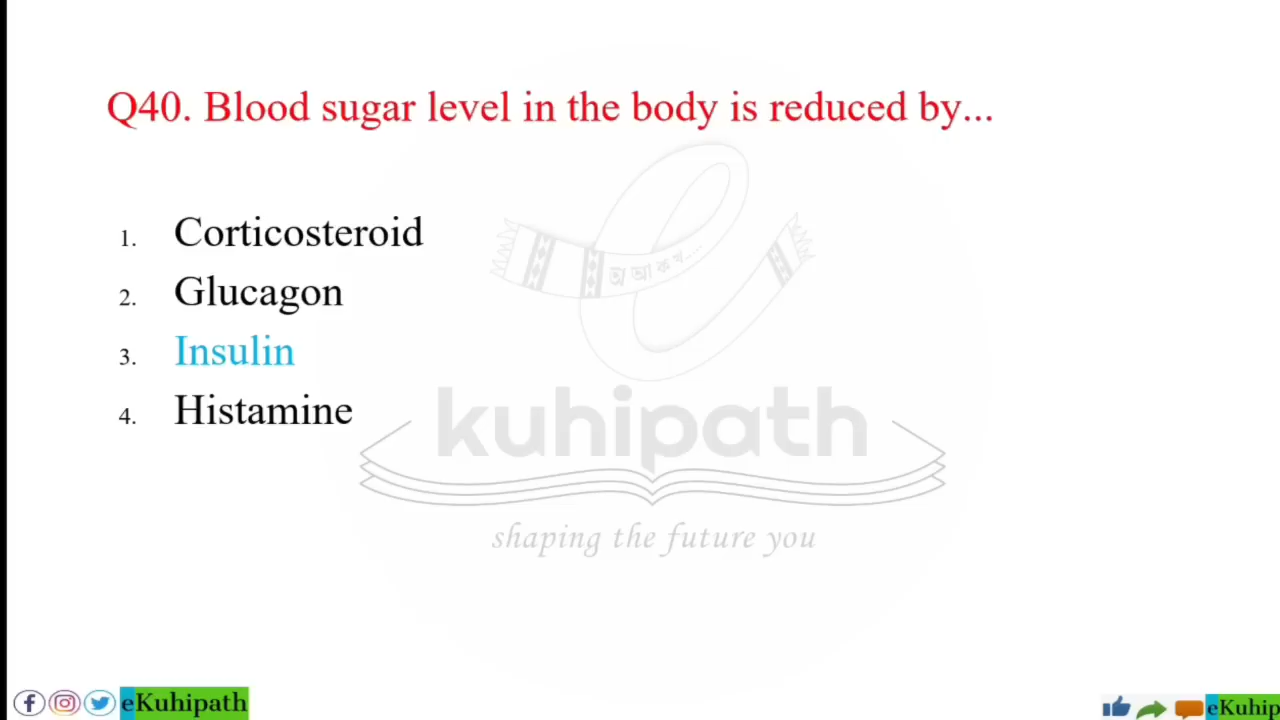 Q40. Blood sugar level in the body is reduced by...
1. Corticosteroid
2. Glucagon
3. Insulin
4. Histamine
অ আ ক খ....
kuhipath
shaping the future you
eKuhipath
eKuhip